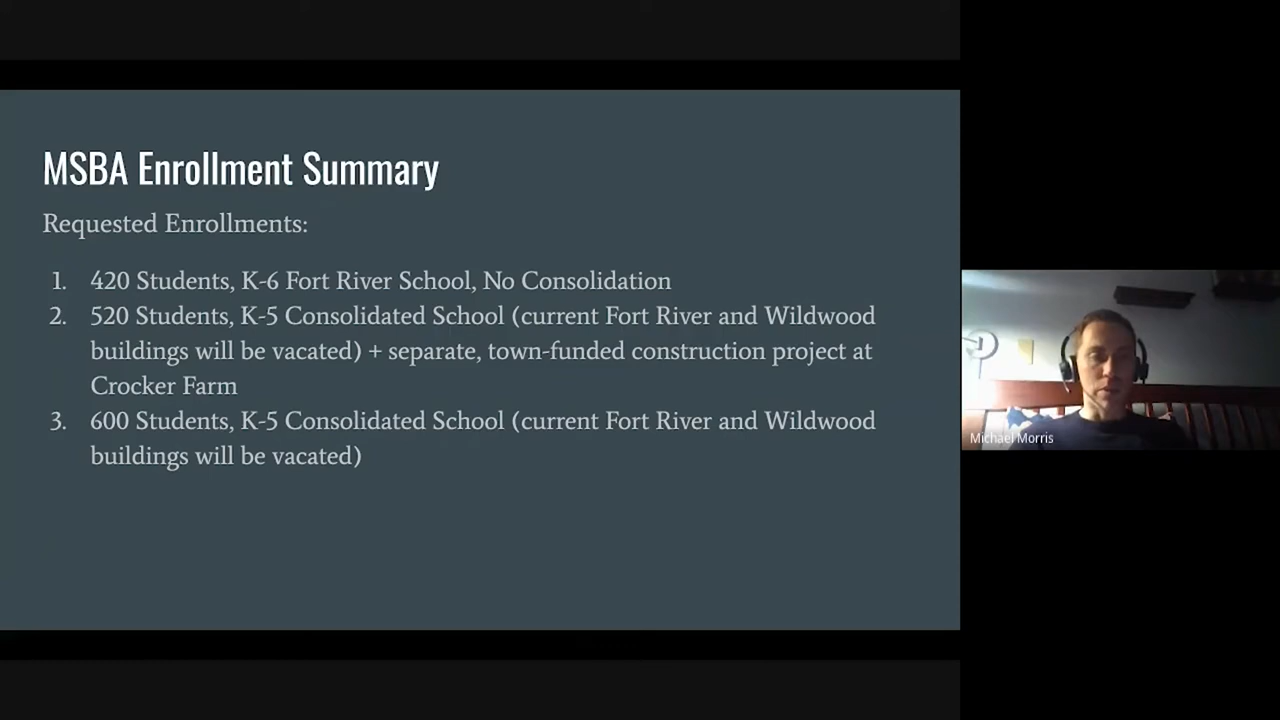 MSBA Enrollment Summary
Requested Enrollments:
1. 420 Students, K-6 Fort River School, No Consolidation
2. 520 Students, K-5 Consolidated School (current Fort River and Wildwood
buildings will be vacated) + separate, town-funded construction project at
Crocker Farm
3. 600 Students, K-5 Consolidated School (current Fort River and Wildwood
buildings will be vacated)
Michael Morris